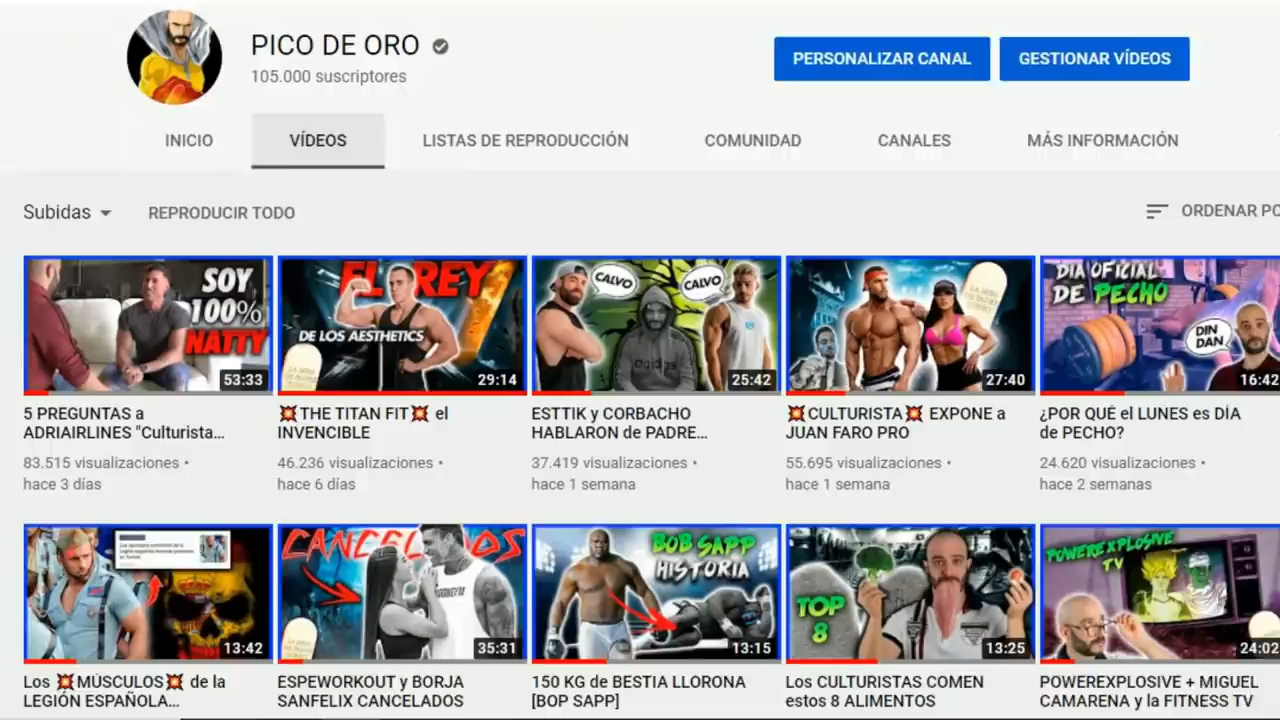 PICO DE ORO
105.000 suscriptores
PERSONALIZAR CANAL
GESTIONAR VÍDEOS
INICIO
VÍDEOS
LISTAS DE REPRODUCCIÓN
COMUNIDAD
CANALES
MÁS INFORMACIÓN
Subidas
REPRODUCIR TODO
ORDENAR PO
SOY
100%
NATTY
53:33
EL REY
DE LOS AESTHETICS
29:14
CALVO
CALVO
adidas
25:42
27:40
DIA OFICIAL
DE PECHO
DIN
DAN
16:42
5 PREGUNTAS a
ADRIAIRLINES "Culturista...
83.515 visualizaciones •
hace 3 días
💥THE TITAN FIT💥 el
INVENCIBLE
46.236 visualizaciones •
hace 6 días
ESTTIK y CORBACHO
HABLARON de PADRE...
37.419 visualizaciones •
hace 1 semana
💥CULTURISTA💥 EXPONE a
JUAN FARO PRO
55.695 visualizaciones •
hace 1 semana
¿POR QUÉ el LUNES es DÍA
de PECHO?
24.620 visualizaciones •
hace 2 semanas
13:42
CANCELADOS
35:31
BOB SAPP
HISTORIA
13:15
TOP
8
13:25
POWEREXPLOSIVE
TV
24:02
Los 💥MÚSCULOS💥 de la
LEGIÓN ESPAÑOLA...
ESPEWORKOUT y BORJA
SANFELIX CANCELADOS
150 KG de BESTIA LLORONA
[BOP SAPP]
Los CULTURISTAS COMEN
estos 8 ALIMENTOS
POWEREXPLOSIVE + MIGUEL
CAMARENA y la FITNESS TV